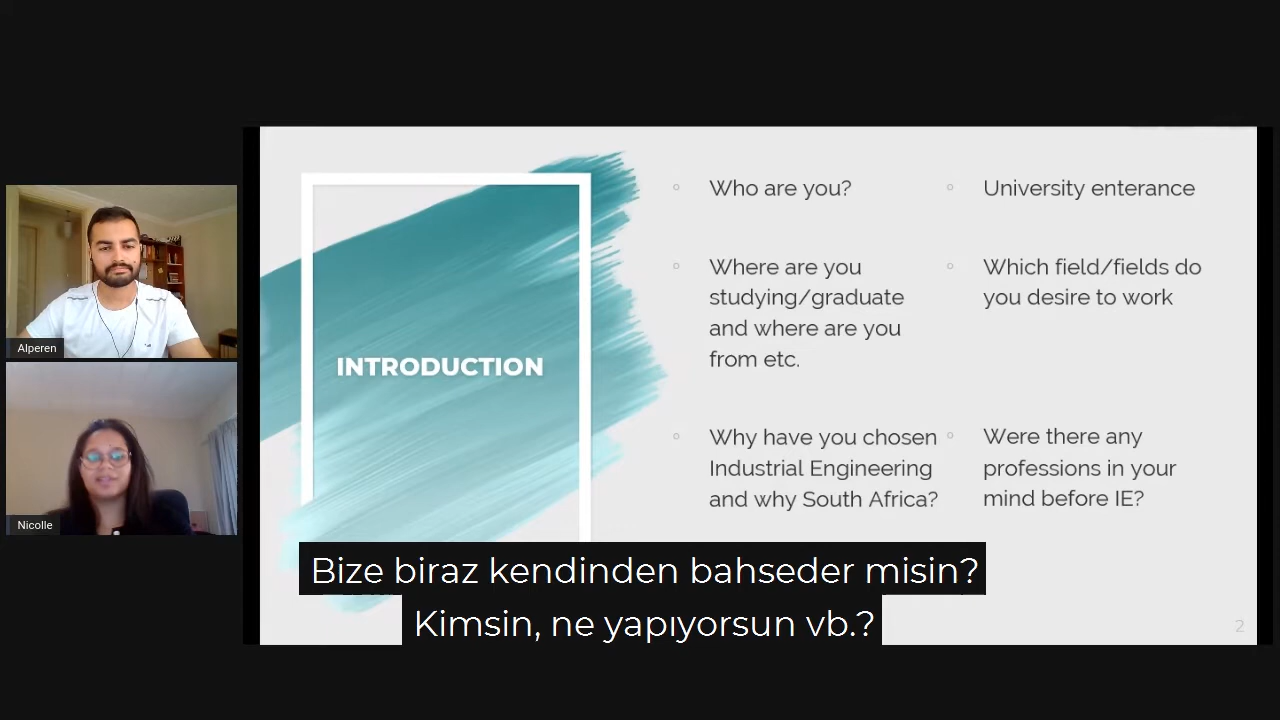 Alperen
Nicolle
INTRODUCTION
Who are you?
Where are you
studying/graduate
and where are you
from etc.
Why have you chosen
Industrial Engineering
and why South Africa?
University enterance
Which field/fields do
you desire to work
Were there any
professions in your
mind before IE?
Bize biraz kendinden bahseder misin?
Kimsin, ne yapıyorsun vb.?
2